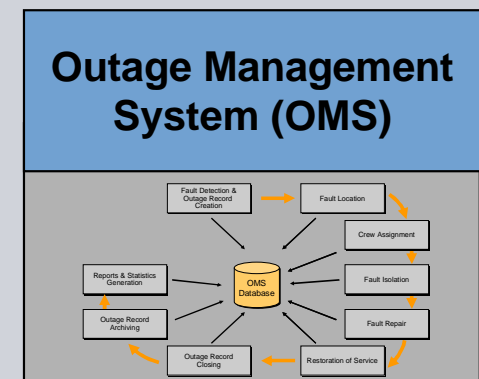 Outage Management
System (OMS)
Fault Detection &
Outage Record
Creation
Fault Location
Crew Assignment
Fault Isolation
Fault Repair
Restoration of Service
Outage Record
Closing
Outage Record
Archiving
Reports & Statistics
Generation
OMS
Database